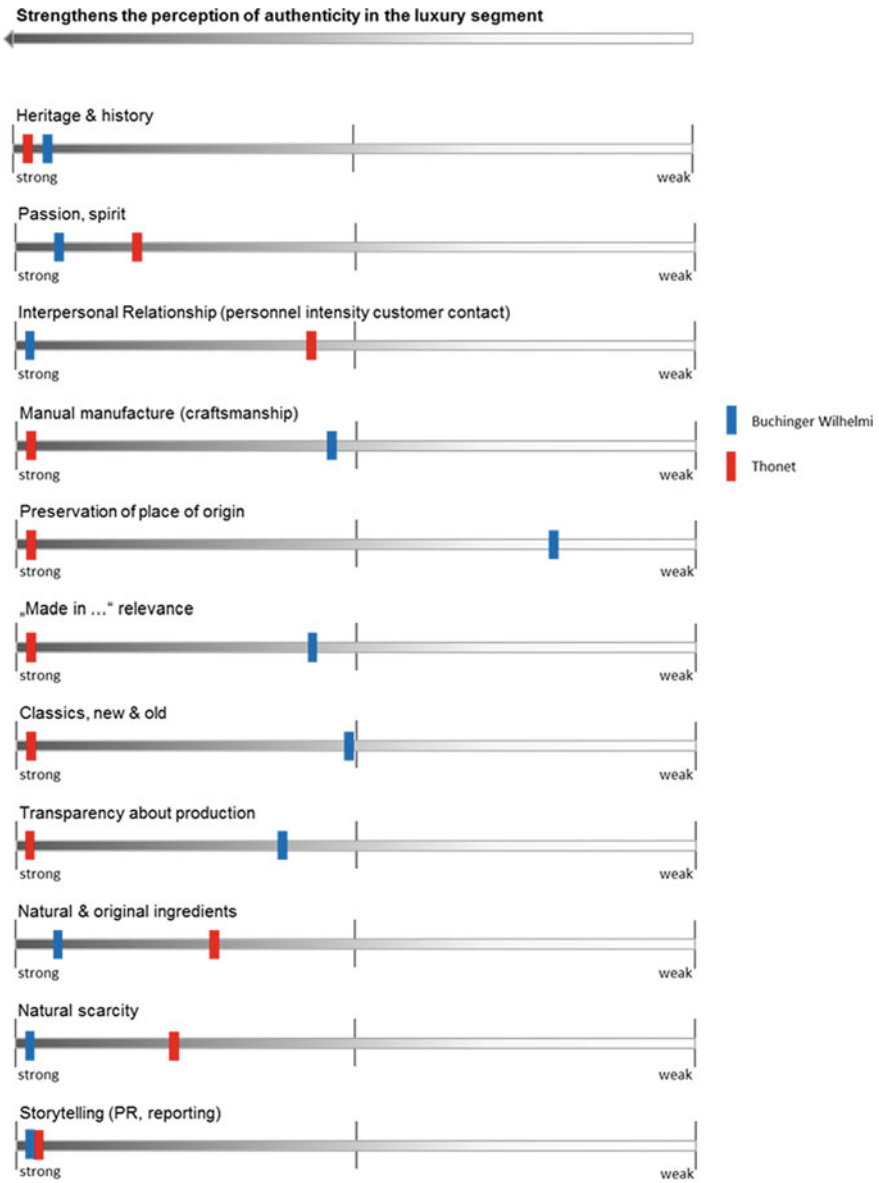 Strengthens the perception of authenticity in the luxury segment
Heritage & history
strong weak
Passion, spirit
strong weak
Interpersonal Relationship (personnel intensity customer contact)
strong weak
Manual manufacture (craftsmanship)
strong weak
Buchinger Wilhelmi
Thonet
Preservation of place of origin
strong weak
„Made in ...“ relevance
strong weak
Classics, new & old
strong weak
Transparency about production
strong weak
Natural & original ingredients
strong weak
Natural scarcity
strong weak
Storytelling (PR, reporting)
strong weak